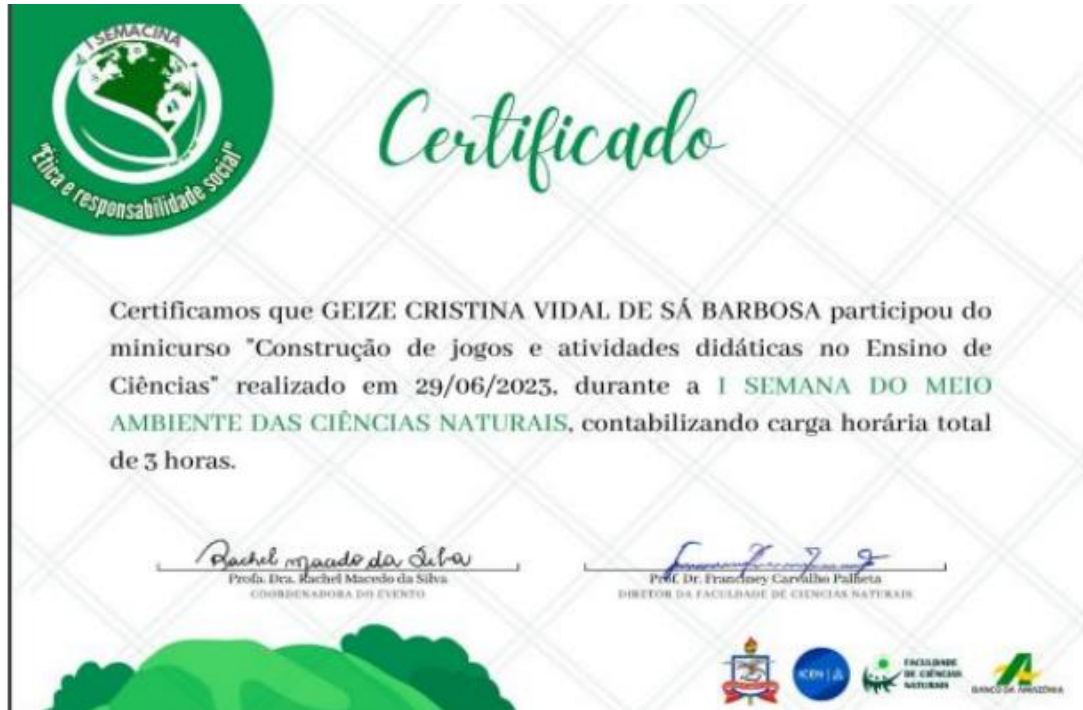 I SEMACINA
"Ética e responsabilidade social"
Certificado
Certificamos que GEIZE CRISTINA VIDAL DE SÁ BARBOSA participou do
minicurso "Construção de jogos e atividades didáticas no Ensino de
Ciências" realizado em 29/06/2023, durante a I SEMANA DO MEIO
AMBIENTE DAS CIÊNCIAS NATURAIS, contabilizando carga horária total
de 3 horas.
Rachel Macedo da Silva
Profa. Dra. Rachel Macedo da Silva
COORDENADORA DO EVENTO
Prof. Dr. Franciney Carvalho Palheta
DIRETOR DA FACULDADE DE CIENCIAS NATURAIS
ICEN
FACULDADE
DE CIÊNCIAS
NATURAIS
BANCO DA AMAZÔNIA